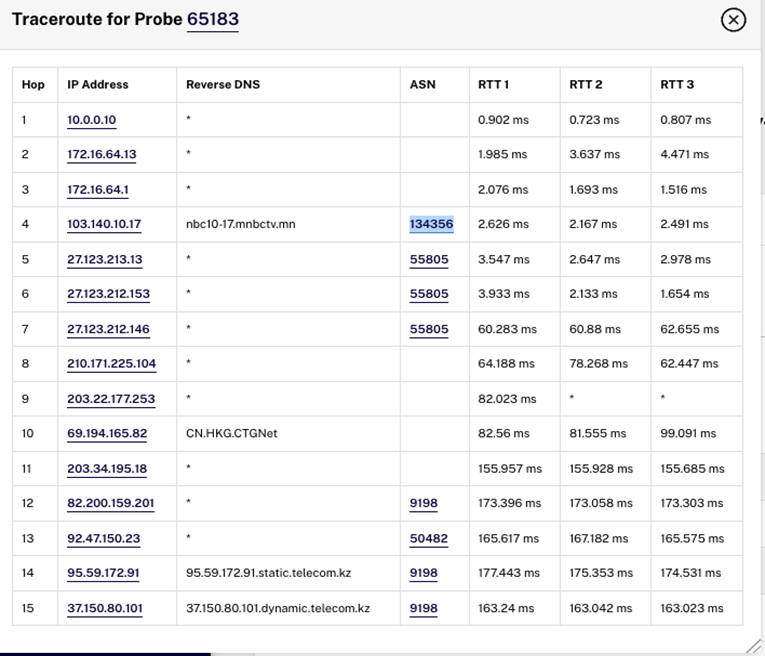 Traceroute for Probe 65183
Hop IP Address Reverse DNS ASN RTT 1 RTT 2 RTT 3
1 10.0.0.10 * 0.902 ms 0.723 ms 0.807 ms
2 172.16.64.13 * 1.985 ms 3.637 ms 4.471 ms
3 172.16.64.1 * 2.076 ms 1.693 ms 1.516 ms
4 103.140.10.17 nbc10-17.mnbctv.mn 134356 2.626 ms 2.167 ms 2.491 ms
5 27.123.213.13 * 55805 3.547 ms 2.647 ms 2.978 ms
6 27.123.212.153 * 55805 3.933 ms 2.133 ms 1.654 ms
7 27.123.212.146 * 55805 60.283 ms 60.88 ms 62.655 ms
8 210.171.225.104 * 64.188 ms 78.268 ms 62.447 ms
9 203.22.177.253 * 82.023 ms * *
10 69.194.165.82 CN.HKG.CTGNet 82.56 ms 81.555 ms 99.091 ms
11 203.34.195.18 * 155.957 ms 155.928 ms 155.685 ms
12 82.200.159.201 * 9198 173.396 ms 173.058 ms 173.303 ms
13 92.47.150.23 * 50482 165.617 ms 167.182 ms 165.575 ms
14 95.59.172.91 95.59.172.91.static.telecom.kz 9198 177.443 ms 175.353 ms 174.531 ms
15 37.150.80.101 37.150.80.101.dynamic.telecom.kz 9198 163.24 ms 163.042 ms 163.023 ms